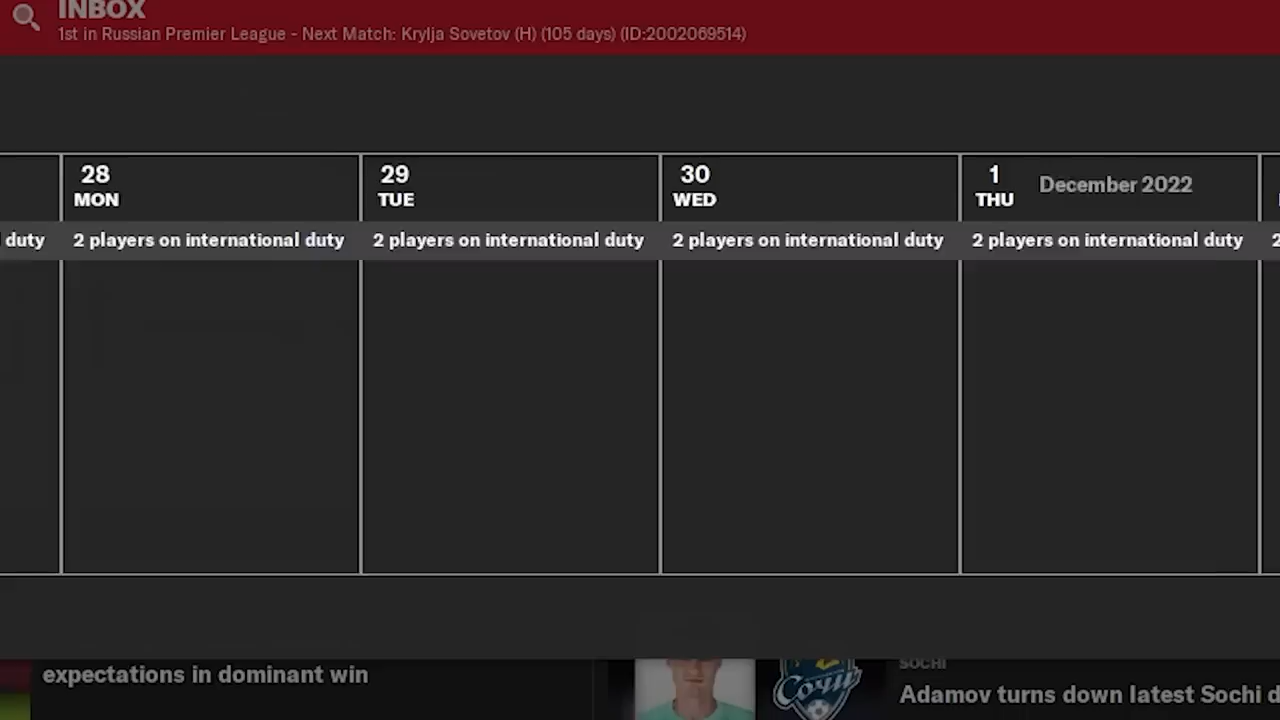 INBOX
1st in Russian Premier League - Next Match: Krylja Sovetov (H) (105 days) (ID:2002069514)
28 29 30 1 December 2022
MON TUE WED THU
duty 2 players on international duty 2 players on international duty 2 players on international duty 2 players on international duty 2
SOCHI
expectations in dominant win
Сочи
Adamov turns down latest Sochi